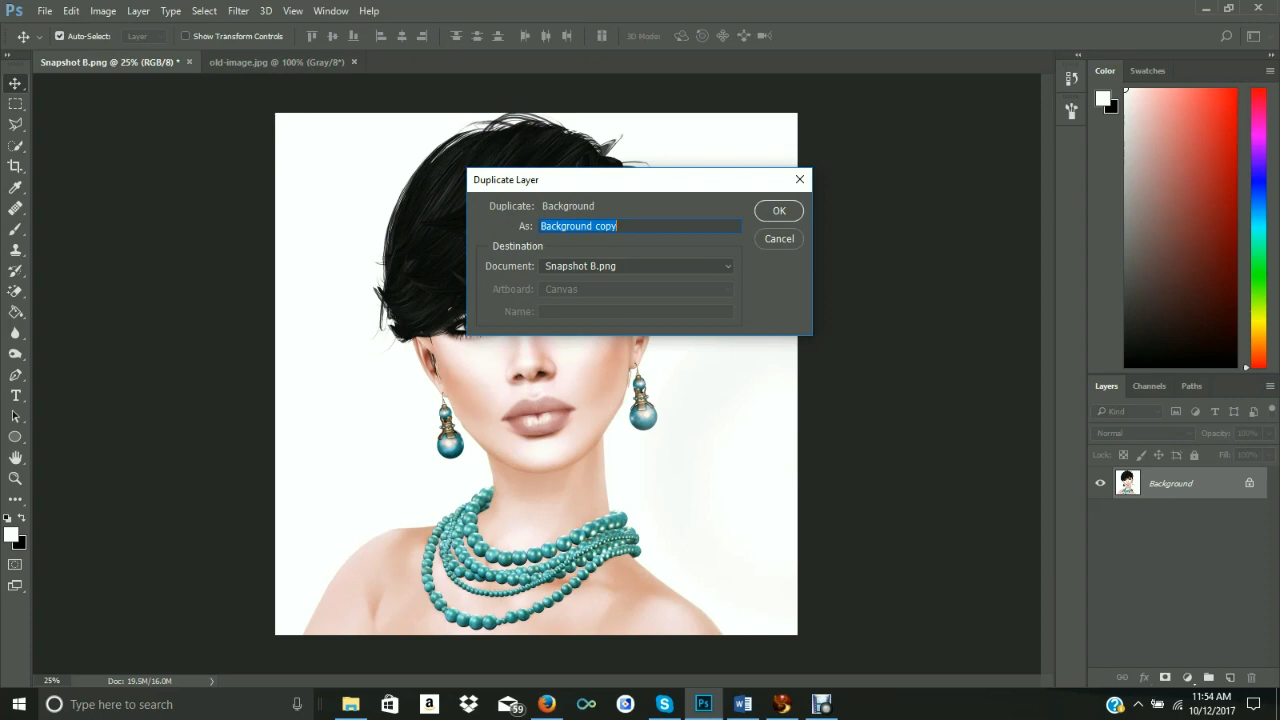 Ps File Edit Image Layer Type Select Filter 3D View Window Help
Auto-Select: Layer Show Transform Controls 3D Mode:
Snapshot B.png @ 25% (RGB/8) * × old-image.jpg @ 100% (Gray/8*) ×
Color Swatches
Duplicate Layer
Duplicate: Background
OK
As: Background copy
Cancel
Destination
Document: Snapshot B.png
Artboard: Canvas
Name:
Layers Channels Paths
Kind
Normal Opacity: 100%
Lock: Fill: 100%
Background
25% Doc: 19.5M/16.0M
Type here to search
59
11:54 AM
10/12/2017